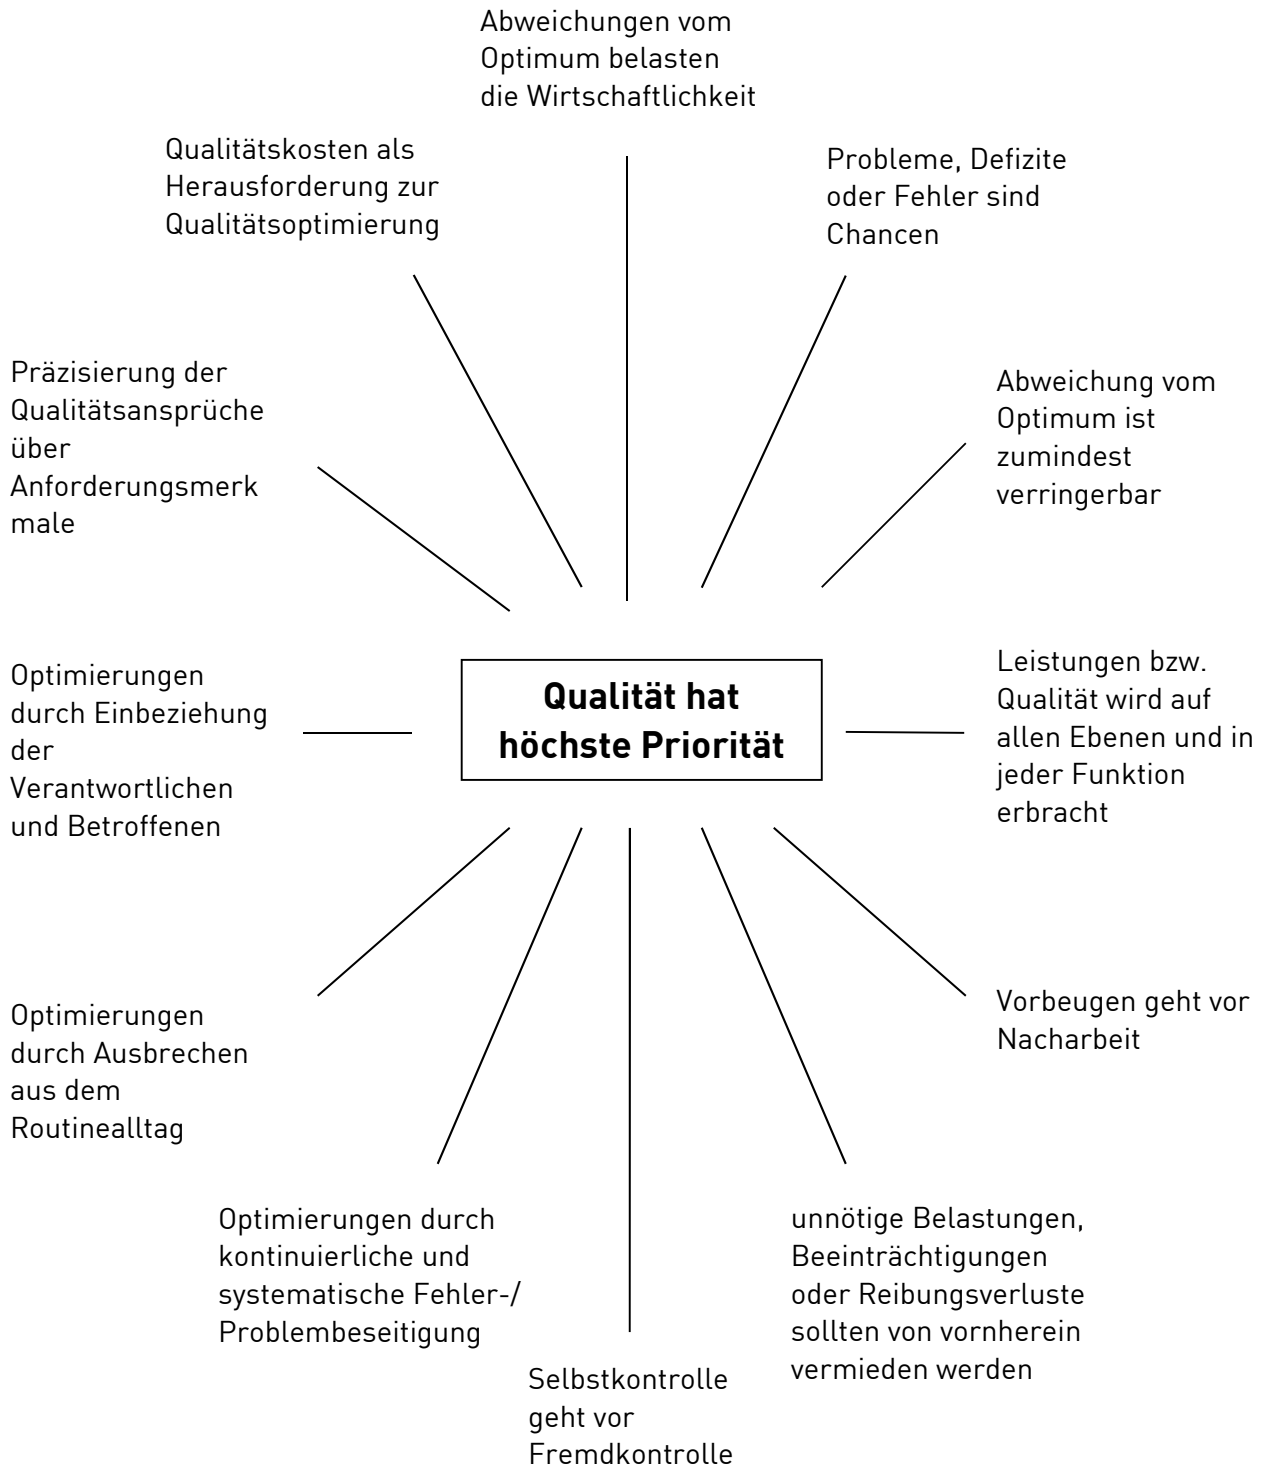 Abweichungen vom
Optimum belasten
die Wirtschaftlichkeit
Qualitätskosten als
Herausforderung zur
Qualitätsoptimierung
Probleme, Defizite
oder Fehler sind
Chancen
Präzisierung der
Qualitätsansprüche
über
Anforderungsmerk
male
Abweichung vom
Optimum ist
zumindest
verringerbar
Optimierungen
durch Einbeziehung
der
Verantwortlichen
und Betroffenen
Qualität hat
höchste Priorität
Leistungen bzw.
Qualität wird auf
allen Ebenen und in
jeder Funktion
erbracht
Optimierungen
durch Ausbrechen
aus dem
Routinealltag
Vorbeugen geht vor
Nacharbeit
Optimierungen durch
kontinuierliche und
systematische Fehler-/
Problembeseitigung
unnötige Belastungen,
Beeinträchtigungen
oder Reibungsverluste
sollten von vornherein
vermieden werden
Selbstkontrolle
geht vor
Fremdkontrolle